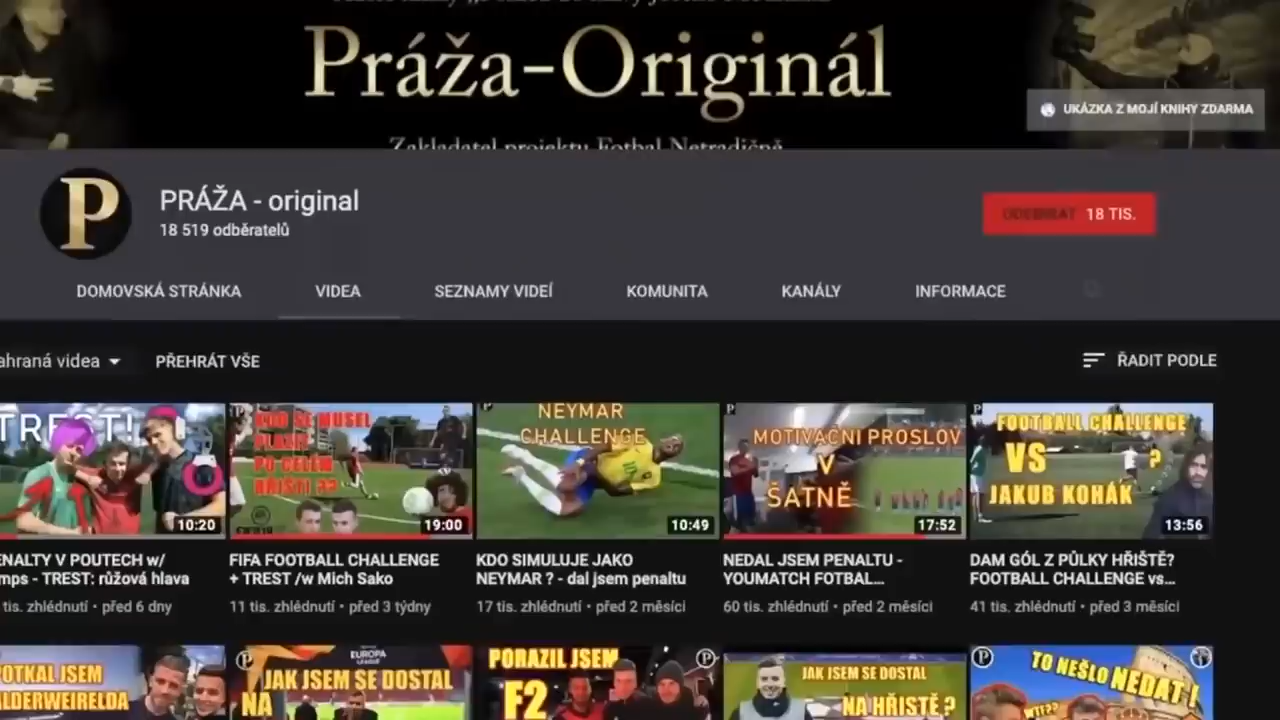 Práža-Originál
UKÁZKA Z MOJÍ KNIHY ZDARMA
Zakladatel projektu Fotbal Netradičně
P
PRÁŽA - original
18 519 odběratelů
ODEBÍRAT 18 TIS.
DOMOVSKÁ STRÁNKA VIDEA SEZNAMY VIDEÍ KOMUNITA KANÁLY INFORMACE
ahraná videa PŘEHRÁT VŠE ŘADIT PODLE
TREST!
10:20
KDO SE MUSEL
PLAZIT
PO CELÉM
HŘIŠTI ??
19:00
NEYMAR
CHALLENGE
10:49
MOTIVAČNI PROSLOV
V
ŠATNĚ
17:52
FOOTBALL CHALLENGE
VS ?
JAKUB KOHÁK
13:56
ENALTY V POUTECH w/
mps - TREST: růžová hlava
tis. zhlédnutí • před 6 dny
FIFA FOOTBALL CHALLENGE
+ TREST /w Mich Sako
11 tis. zhlédnutí • před 3 týdny
KDO SIMULUJE JAKO
NEYMAR ? - dal jsem penaltu
17 tis. zhlédnutí • před 2 měsíci
NEDAL JSEM PENALTU -
YOUMATCH FOTBAL...
60 tis. zhlédnutí • před 2 měsíci
DAM GÓL Z PŮLKY HŘIŠTĚ?
FOOTBALL CHALLENGE vs...
41 tis. zhlédnutí • před 3 měsíci
POTKAL JSEM
ALDERWEIRELDA
EUROPA
LEAGUE
JAK JSEM SE DOSTAL
NA
PORAZIL JSEM
F2
JAK JSEM SE DOSTAL
NA HŘIŠTĚ?
TO NEŠLO NEDAT!
WTF??